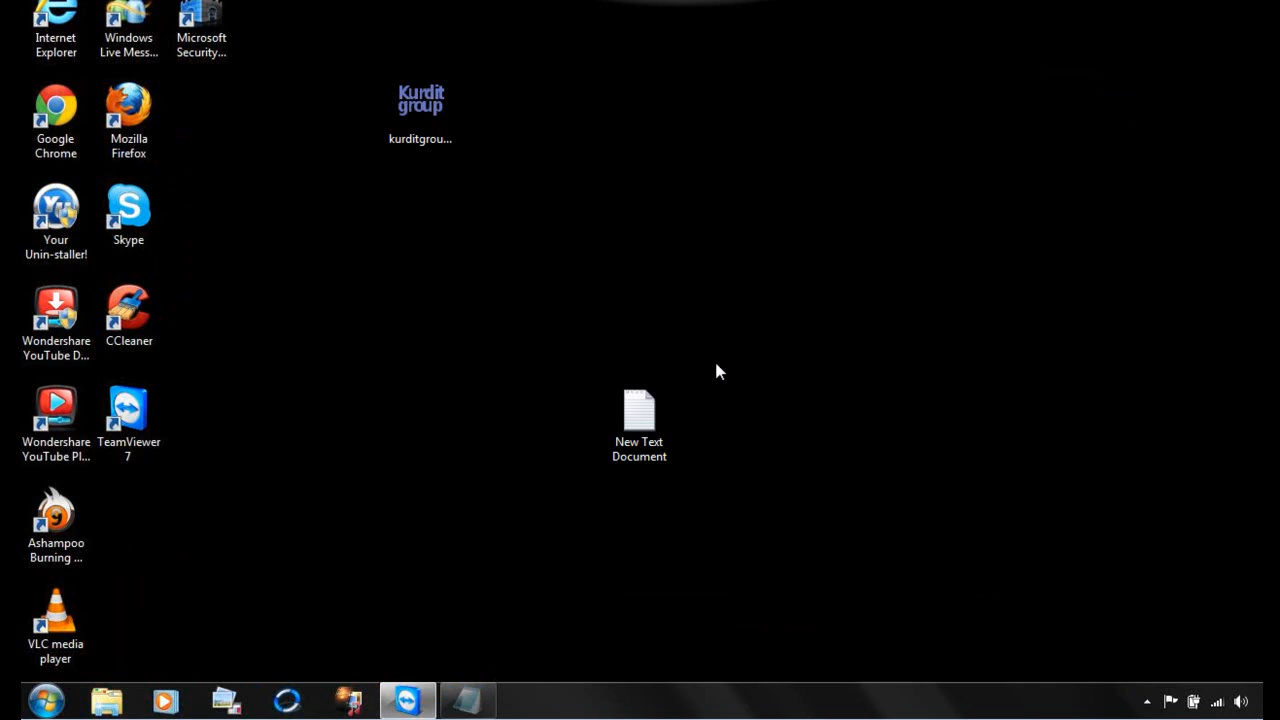 Internet
Explorer
Windows
Live Mess...
Microsoft
Security...
Google
Chrome
Mozilla
Firefox
Kurdit
group
kurditgrou...
Your
Unin-staller!
Skype
Wondershare
YouTube D...
CCleaner
Wondershare
YouTube Pl...
TeamViewer
7
New Text
Document
Ashampoo
Burning ...
VLC media
player